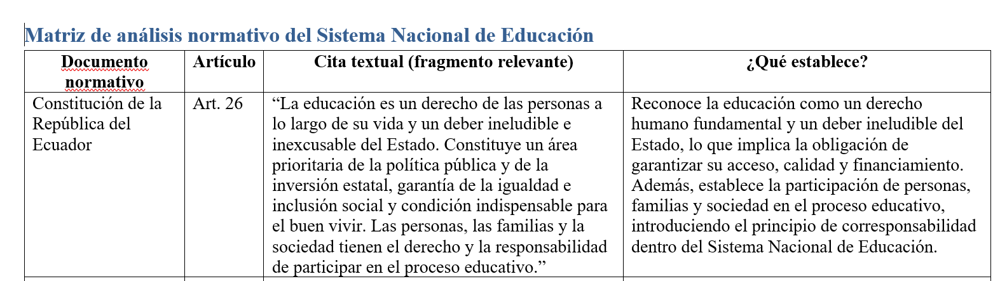 Matriz de análisis normativo del Sistema Nacional de Educación
Documento
normativo
Artículo
Cita textual (fragmento relevante)
¿Qué establece?
Constitución de la
República del
Ecuador
Art. 26
“La educación es un derecho de las personas a
lo largo de su vida y un deber ineludible e
inexcusable del Estado. Constituye un área
prioritaria de la política pública y de la
inversión estatal, garantía de la igualdad e
inclusión social y condición indispensable para
el buen vivir. Las personas, las familias y la
sociedad tienen el derecho y la responsabilidad
de participar en el proceso educativo.”
Reconoce la educación como un derecho
humano fundamental y un deber ineludible del
Estado, lo que implica la obligación de
garantizar su acceso, calidad y financiamiento.
Además, establece la participación de personas,
familias y sociedad en el proceso educativo,
introduciendo el principio de corresponsabilidad
dentro del Sistema Nacional de Educación.